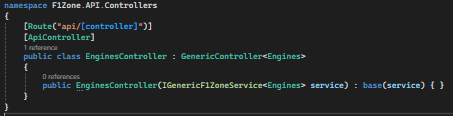 namespace F1Zone.API.Controllers
{
[Route("api/[controller]")]
[ApiController]
1 reference
public class EnginesController : GenericController<Engines>
{
0 references
public EnginesController(IGenericF1ZoneService<Engines> service) : base(service) { }
}
}